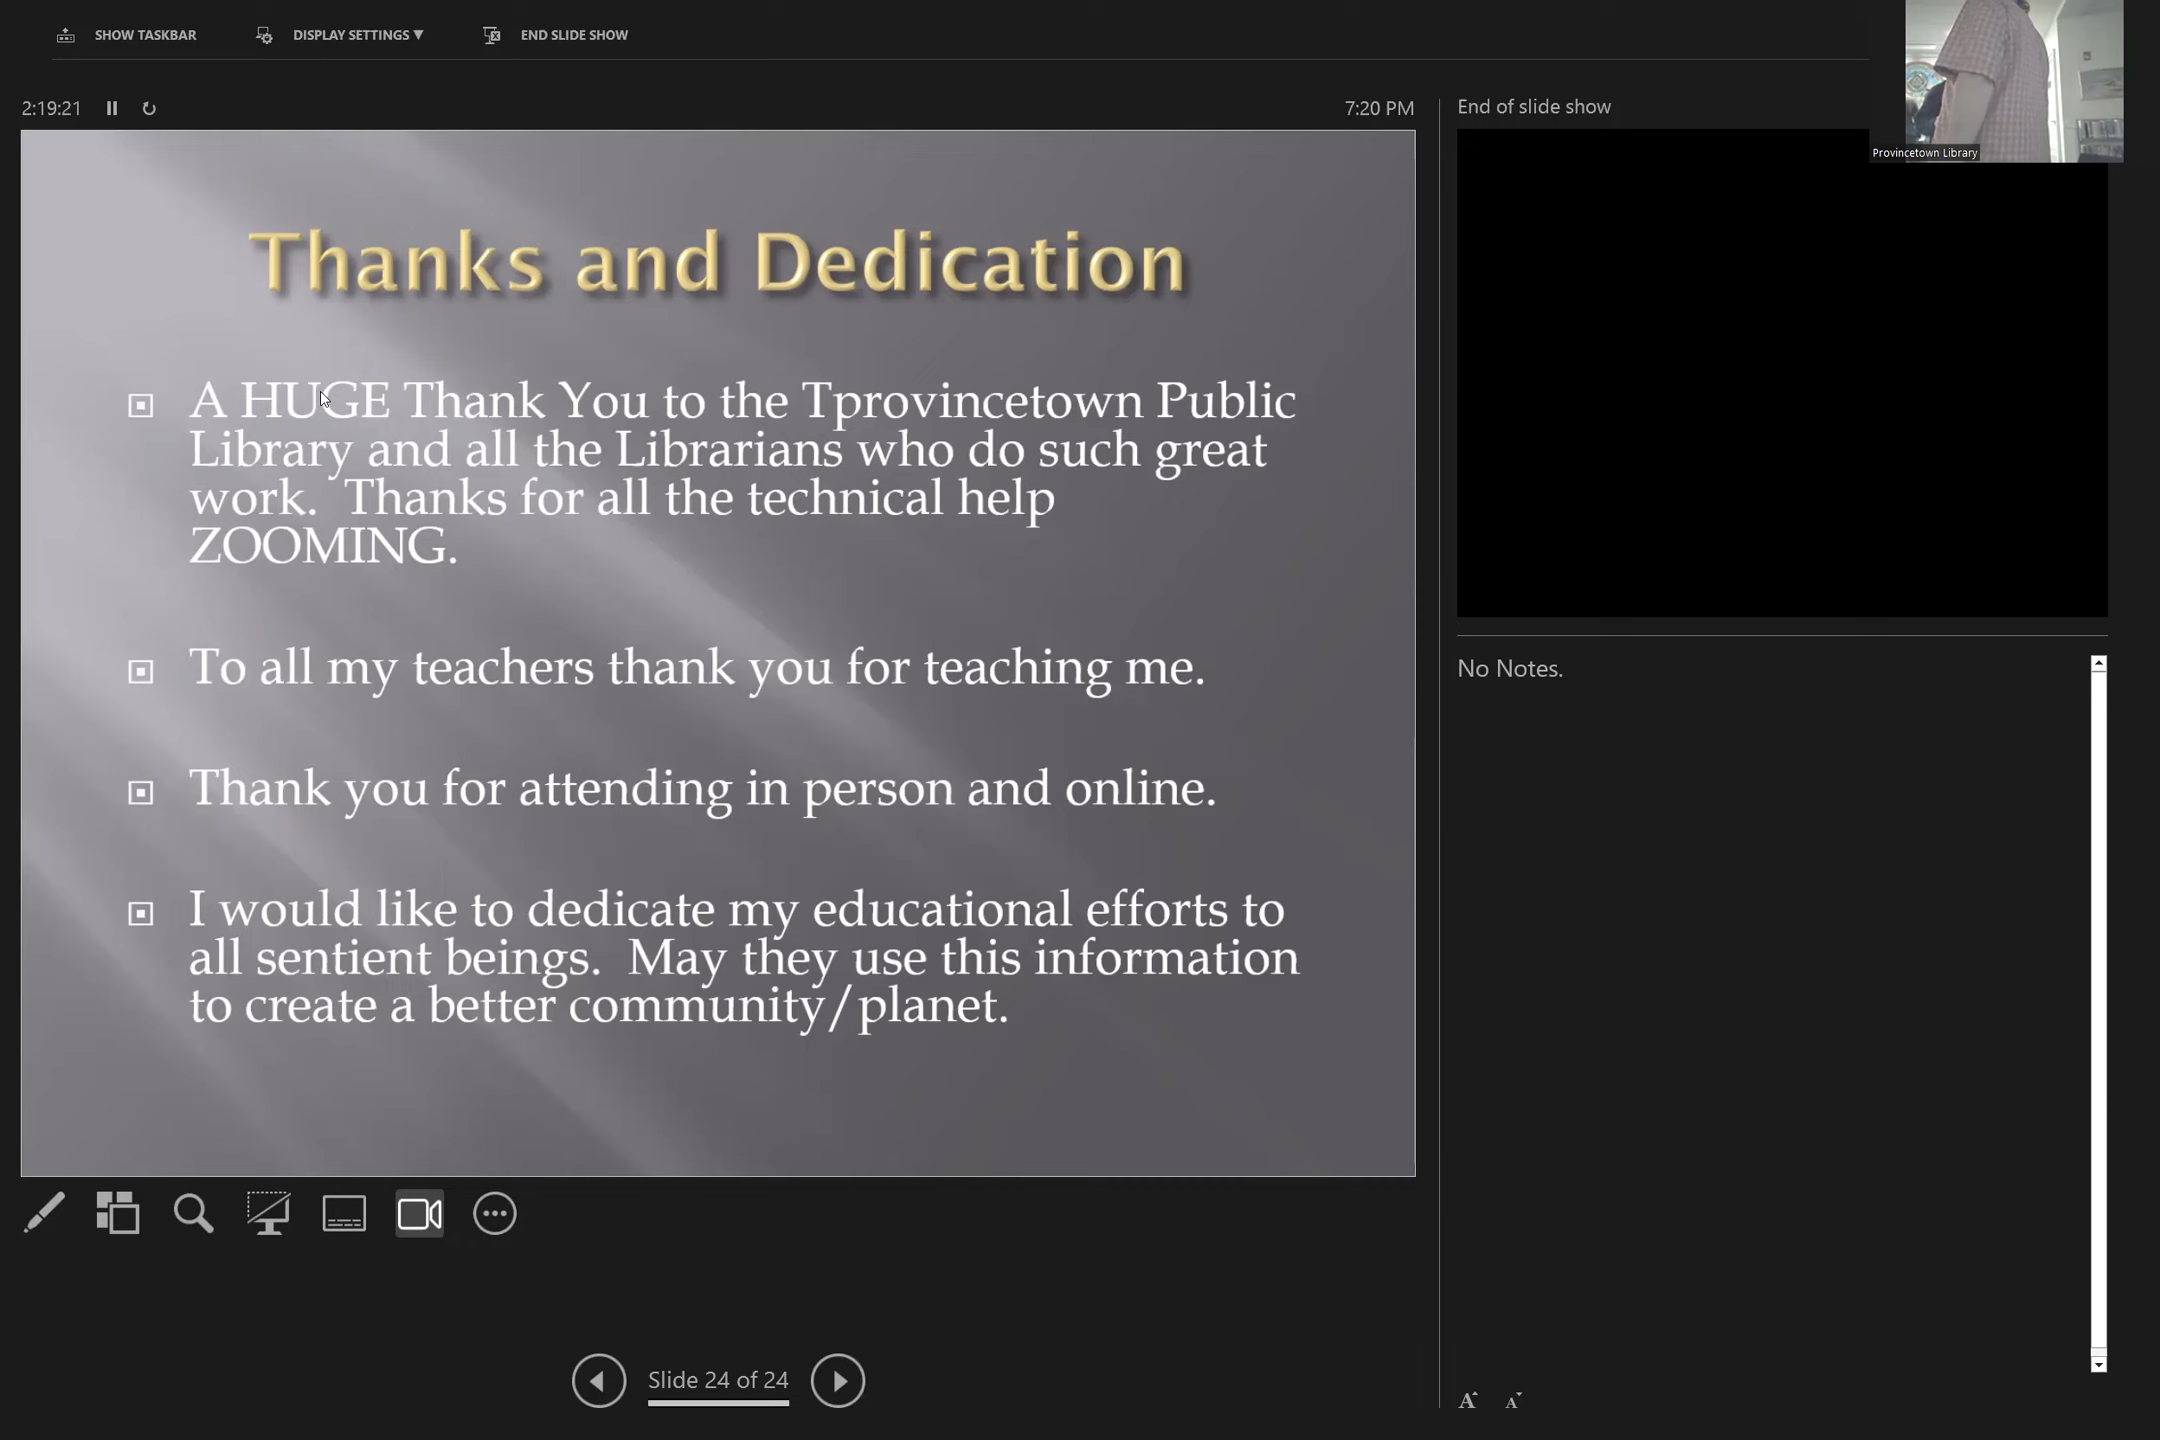 SHOW TASKBAR DISPLAY SETTINGS ▼ END SLIDE SHOW
2:19:21 7:20 PM
Thanks and Dedication
A HUGE Thank You to the Tprovincetown Public
Library and all the Librarians who do such great
work.  Thanks for all the technical help
ZOOMING.
To all my teachers thank you for teaching me.
Thank you for attending in person and online.
I would like to dedicate my educational efforts to
all sentient beings.  May they use this information
to create a better community/planet.
Slide 24 of 24
End of slide show
Provincetown Library
No Notes.
A A